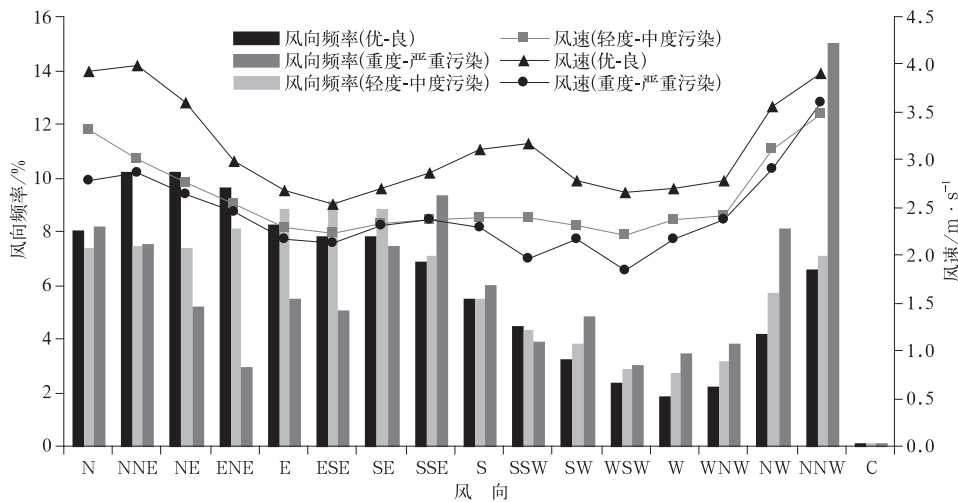 16
14
12
10
8
6
4
2
0
风向频率/%
风向频率(优-良)
风向频率(重度-严重污染)
风向频率(轻度-中度污染)
风速(轻度-中度污染)
风速(优-良)
风速(重度-严重污染)
4.5
4.0
3.5
3.0
2.5
2.0
1.5
1.0
0.5
0.0
风速/m·s⁻¹
N NNE NE ENE E ESE SE SSE S SSW SW WSW W WNW NW NNW C
风 向